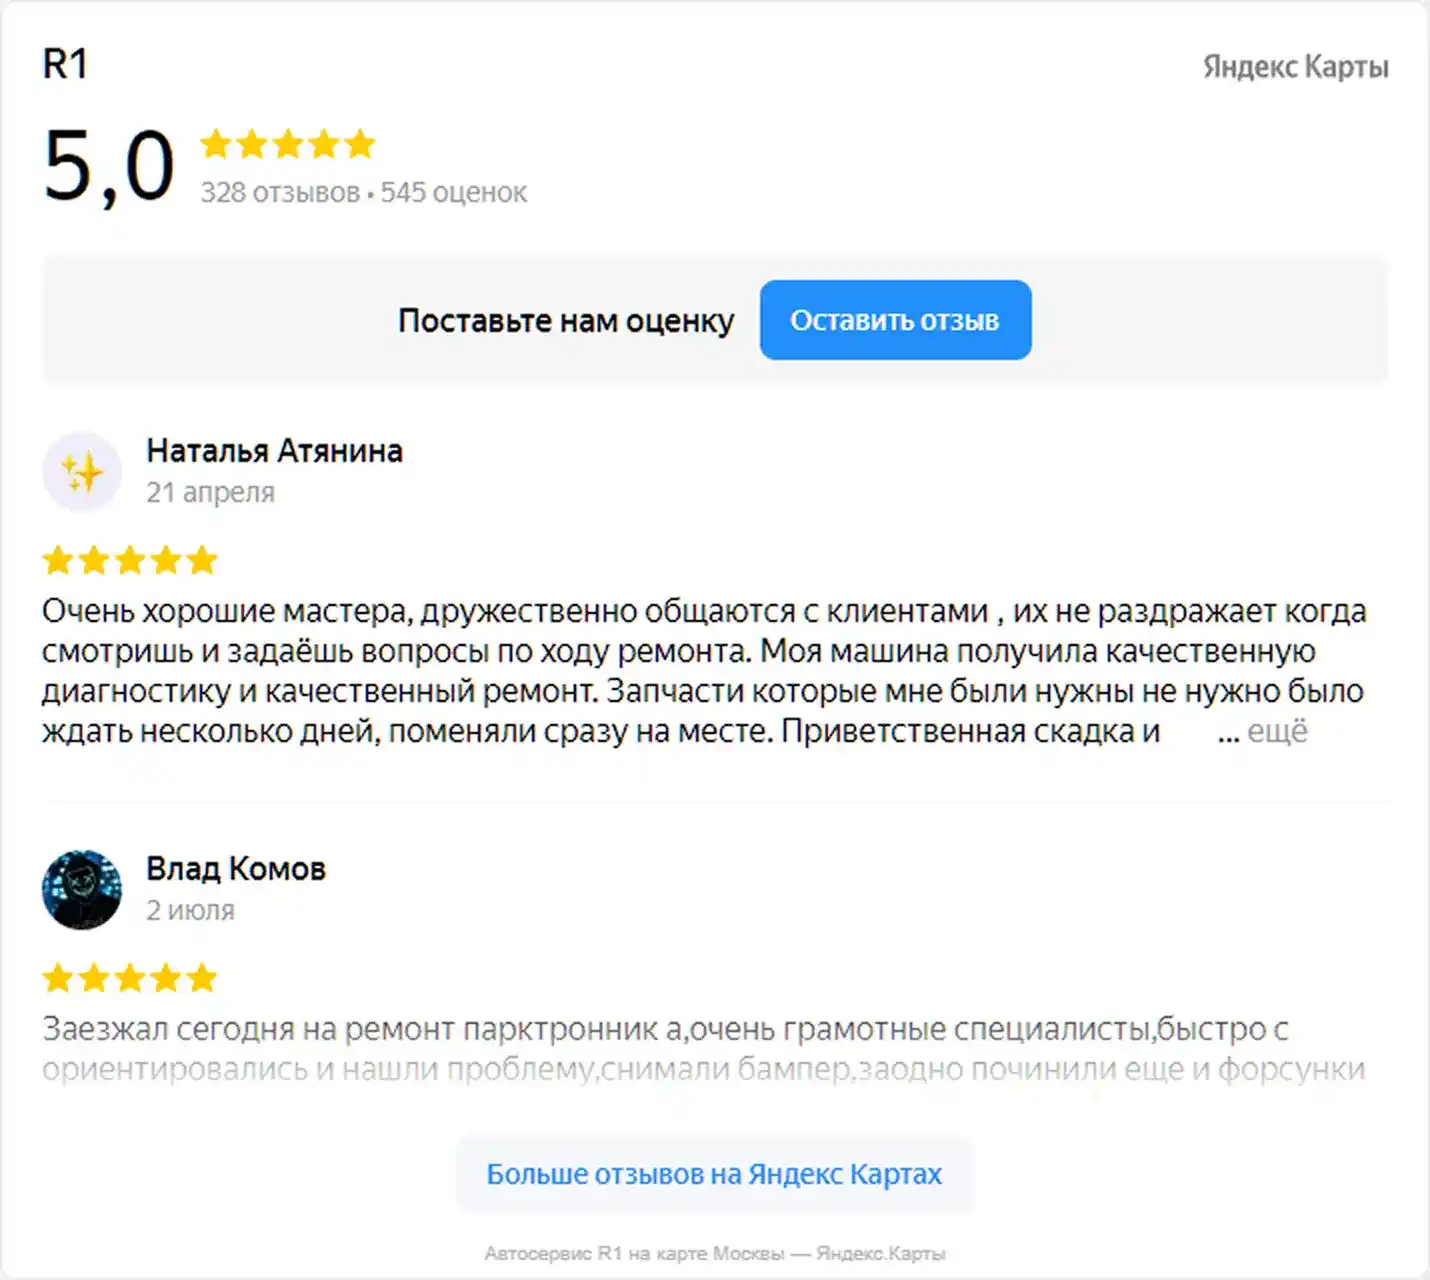 R1
Яндекс Карты
5,0
328 отзывов • 545 оценок
Поставьте нам оценку
Оставить отзыв
Наталья Атянина
21 апреля
Очень хорошие мастера, дружественно общаются с клиентами , их не раздражает когда
смотришь и задаёшь вопросы по ходу ремонта. Моя машина получила качественную
диагностику и качественный ремонт. Запчасти которые мне были нужны не нужно было
ждать несколько дней, поменяли сразу на месте. Приветственная скадка и ... ещё
Влад Комов
2 июля
Заезжал сегодня на ремонт парктронник а,очень грамотные специалисты,быстро с
ориентировались и нашли проблему,снимали бампер,заодно починили еще и форсунки
Больше отзывов на Яндекс Картах
Автосервис R1 на карте Москвы — Яндекс.Карты